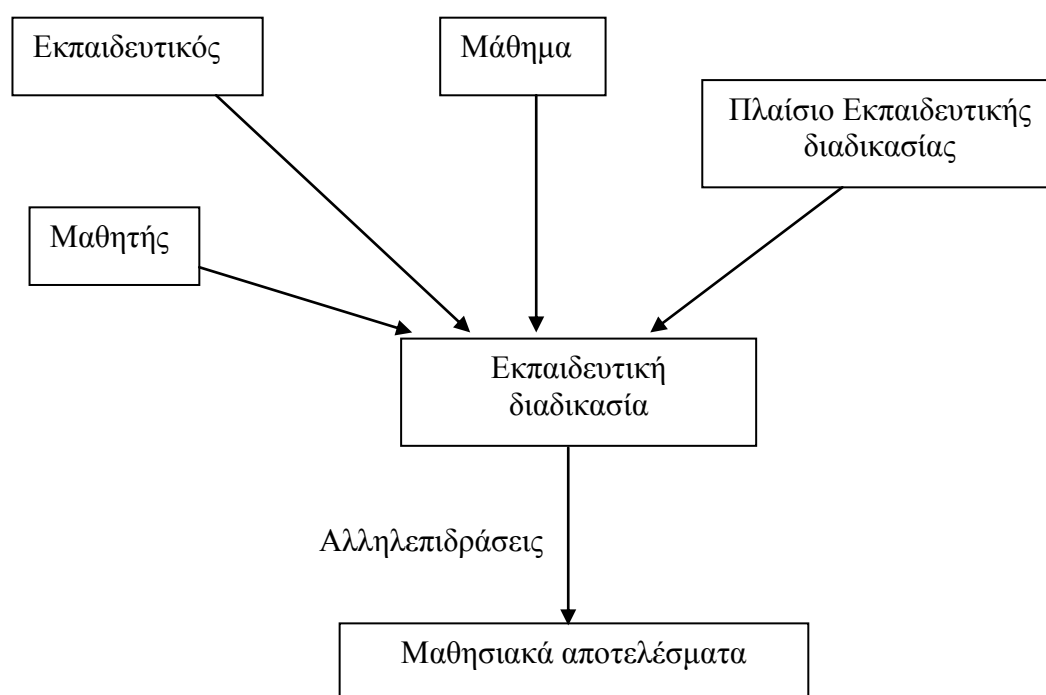 Εκπαιδευτικός
Μάθημα
Πλαίσιο Εκπαιδευτικής
διαδικασίας
Μαθητής
Εκπαιδευτική
διαδικασία
Αλληλεπιδράσεις
Μαθησιακά αποτελέσματα